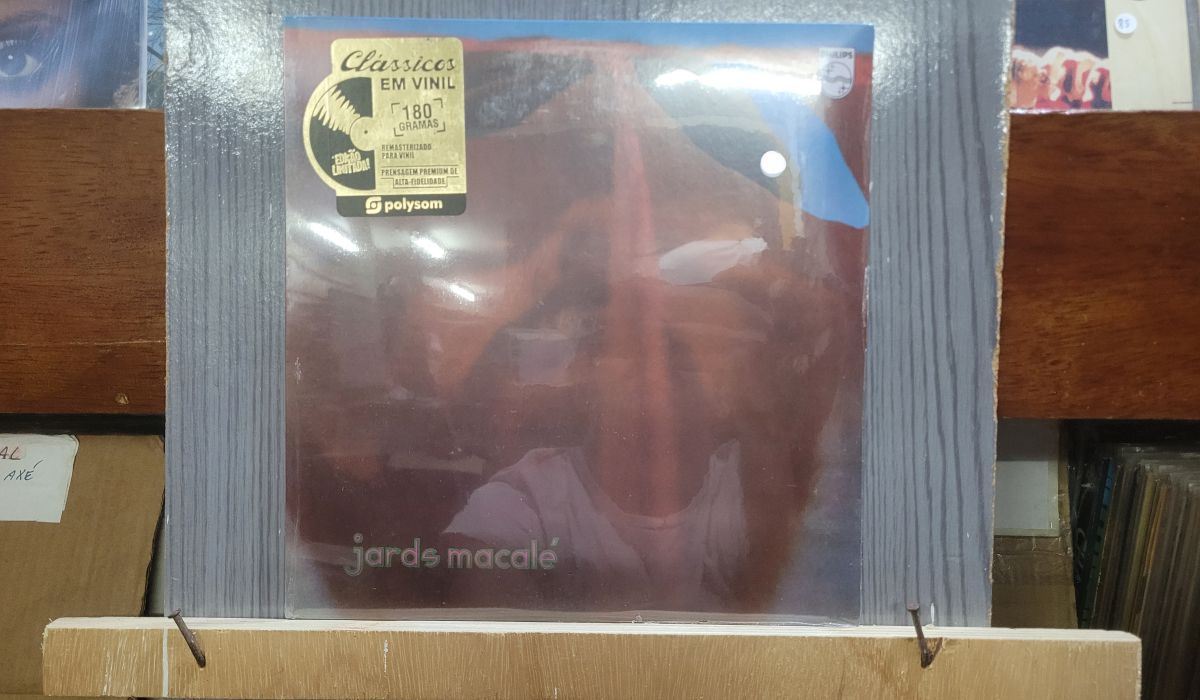 Clássicos
EM VINIL
180
GRAMAS
REMASTERIZADO
PARA VINIL
EDIÇÃO
LIMITADA!
PRENSAGEM PREMIUM DE
ALTA-FIDELIDADE
polysom
PHILIPS
jards macalé
85
AL
AXÉ